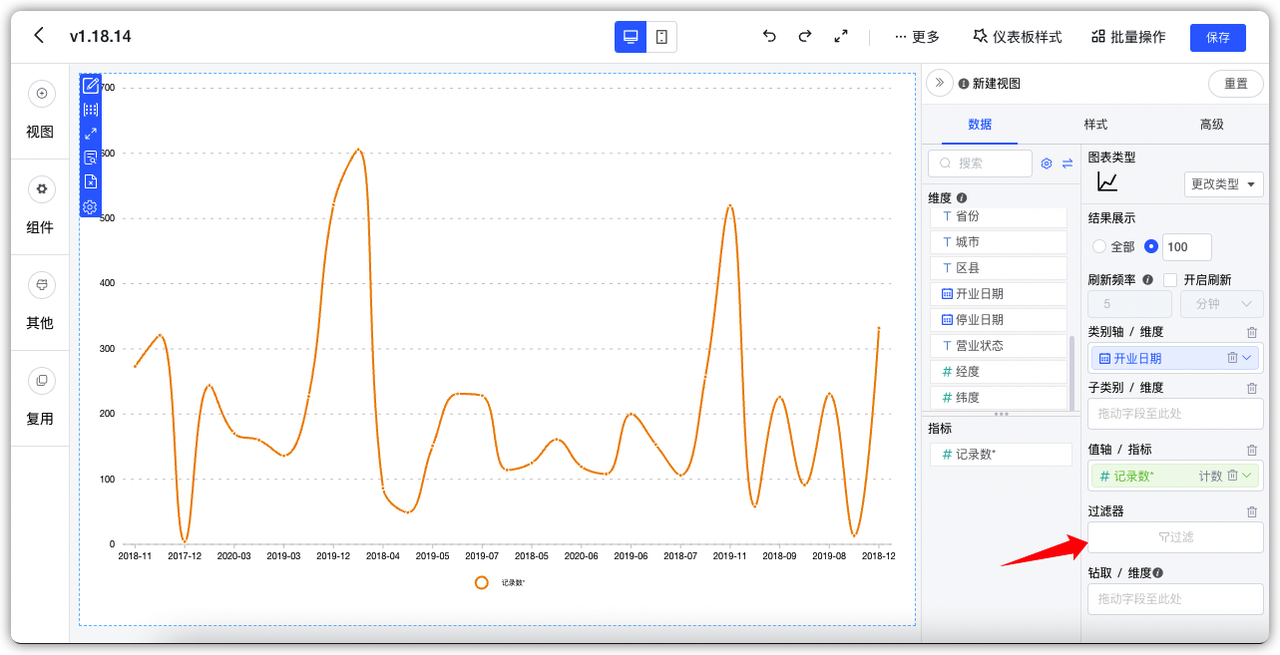 v1.18.14
··· 更多
仪表板样式
批量操作
保存
视图
组件
其他
复用
700
600
500
400
300
200
100
0
2018-11 2017-12 2020-03 2019-03 2019-12 2018-04 2019-05 2019-07 2018-05 2020-06 2019-06 2018-07 2019-11 2018-09 2019-08 2018-12
记录数*
新建视图
重置
数据
样式
高级
搜索
维度
T 省份
T 城市
T 区县
开业日期
停业日期
T 营业状态
# 经度
# 纬度
指标
# 记录数*
图表类型
更改类型
结果展示
全部 100
刷新频率 开启刷新
5 分钟
类别轴 / 维度
开业日期
子类别 / 维度
拖动字段至此处
值轴 / 指标
# 记录数* 计数
过滤器
过滤
钻取 / 维度
拖动字段至此处